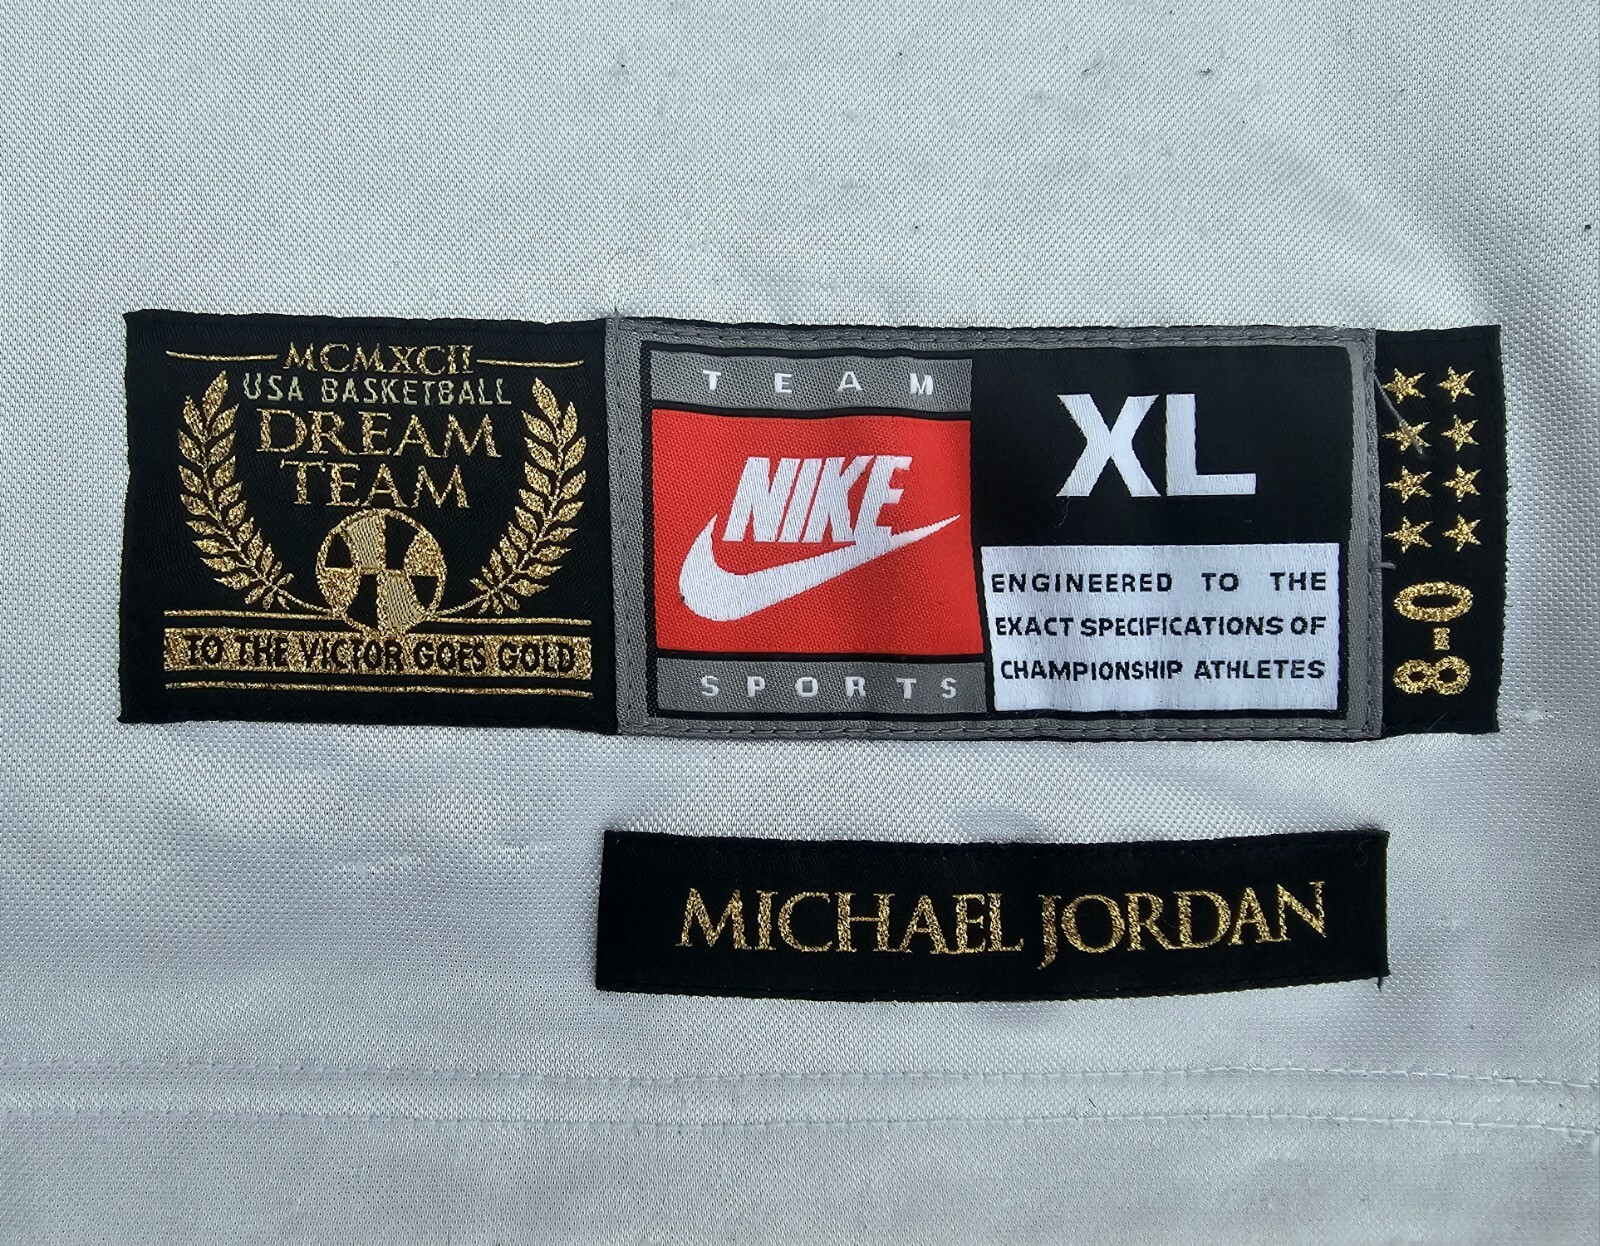 MCMXCII
USA BASKETBALL
DREAM
TEAM
TO THE VICTOR GOES GOLD
TEAM
NIKE
SPORTS
XL
ENGINEERED TO THE
EXACT SPECIFICATIONS OF
CHAMPIONSHIP ATHLETES
8-0
MICHAEL JORDAN